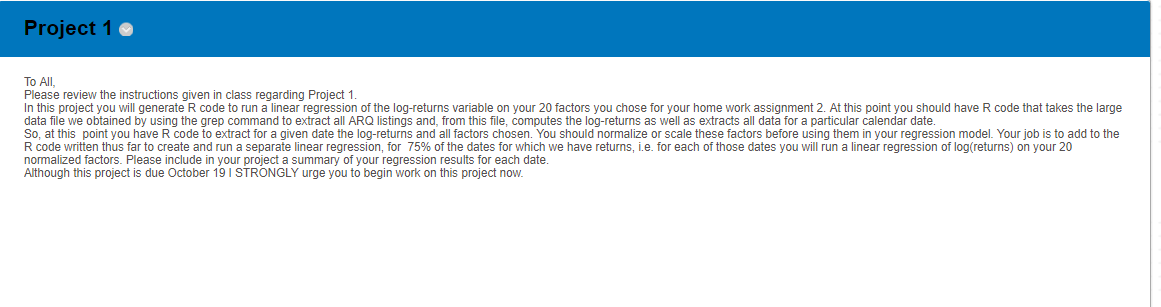 Project 1
To All,
Please review the instructions given in class regarding Project 1.
In this project you will generate R code to run a linear regression of the log-returns variable on your 20 factors you chose for your home work assignment 2. At this point you should have R code that takes the large
data file we obtained by using the grep command to extract all ARQ listings and, from this file, computes the log-returns as well as extracts all data for a particular calendar date.
So, at this  point you have R code to extract for a given date the log-returns and all factors chosen. You should normalize or scale these factors before using them in your regression model. Your job is to add to the
R code written thus far to create and run a separate linear regression, for  75% of the dates for which we have returns, i.e. for each of those dates you will run a linear regression of log(returns) on your 20
normalized factors. Please include in your project a summary of your regression results for each date.
Although this project is due October 19 I STRONGLY urge you to begin work on this project now.